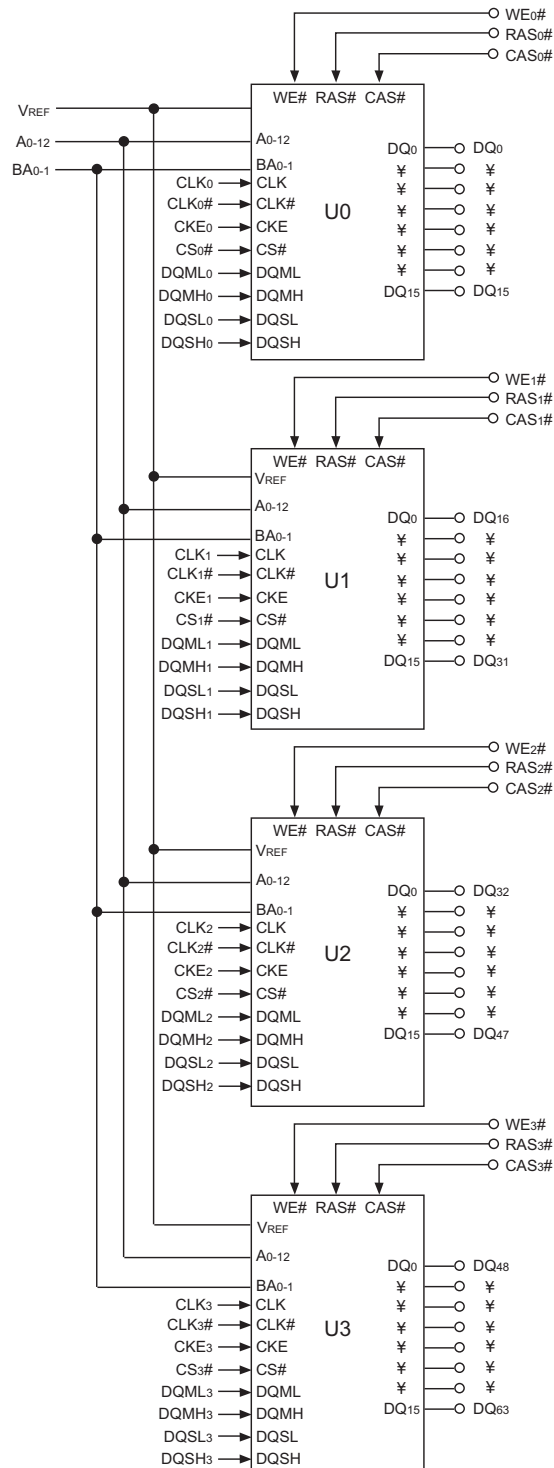 WE0#
RAS0#
CAS0#
WE# RAS# CAS#
VREF
A0-12 A0-12 DQ0 DQ0
BA0-1 BA0-1 ¥ ¥
CLK0 CLK ¥ ¥
CLK0# CLK# ¥ ¥
U0
CKE0 CKE ¥ ¥
CS0# CS# ¥ ¥
DQML0 DQML ¥ ¥
DQMH0 DQMH DQ15 DQ15
DQSL0 DQSL
DQSH0 DQSH
WE1#
RAS1#
CAS1#
WE# RAS# CAS#
VREF
A0-12 DQ0 DQ16
BA0-1 ¥ ¥
CLK1 CLK ¥ ¥
CLK1# CLK# ¥ ¥
U1
CKE1 CKE ¥ ¥
CS1# CS# ¥ ¥
DQML1 DQML ¥ ¥
DQMH1 DQMH DQ15 DQ31
DQSL1 DQSL
DQSH1 DQSH
WE2#
RAS2#
CAS2#
WE# RAS# CAS#
VREF
A0-12 DQ0 DQ32
BA0-1 ¥ ¥
CLK2 CLK ¥ ¥
CLK2# CLK# ¥ ¥
U2
CKE2 CKE ¥ ¥
CS2# CS# ¥ ¥
DQML2 DQML ¥ ¥
DQMH2 DQMH DQ15 DQ47
DQSL2 DQSL
DQSH2 DQSH
WE3#
RAS3#
CAS3#
WE# RAS# CAS#
VREF
A0-12 DQ0 DQ48
BA0-1 ¥ ¥
CLK3 CLK ¥ ¥
CLK3# CLK# ¥ ¥
U3
CKE3 CKE ¥ ¥
CS3# CS# ¥ ¥
DQML3 DQML ¥ ¥
DQMH3 DQMH DQ15 DQ63
DQSL3 DQSL
DQSH3 DQSH